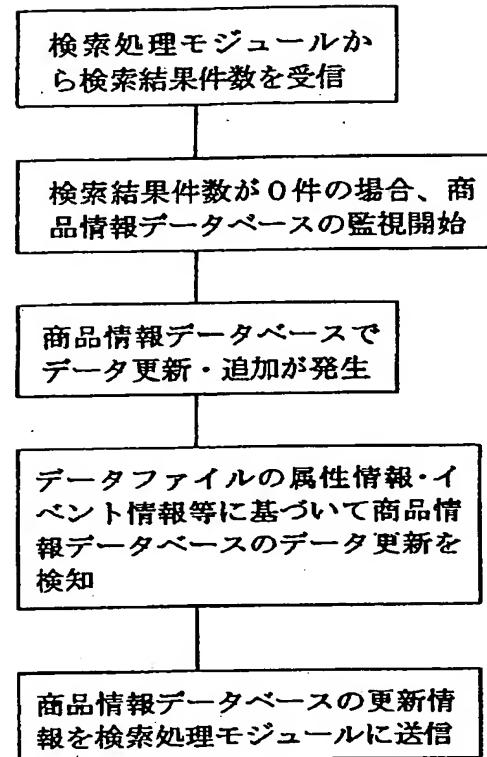 検索処理モジュールか
ら検索結果件数を受信
検索結果件数が０件の場合、商
品情報データベースの監視開始
商品情報データベースで
データ更新・追加が発生
データファイルの属性情報・イ
ベント情報等に基づいて商品情
報データベースのデータ更新を
検知
商品情報データベースの更新情
報を検索処理モジュールに送信